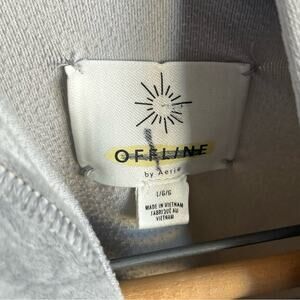 OFFLINE
by Aerie
L/G/G
MADE IN VIETNAM
FABRIQUÉ AU
VIETNAM